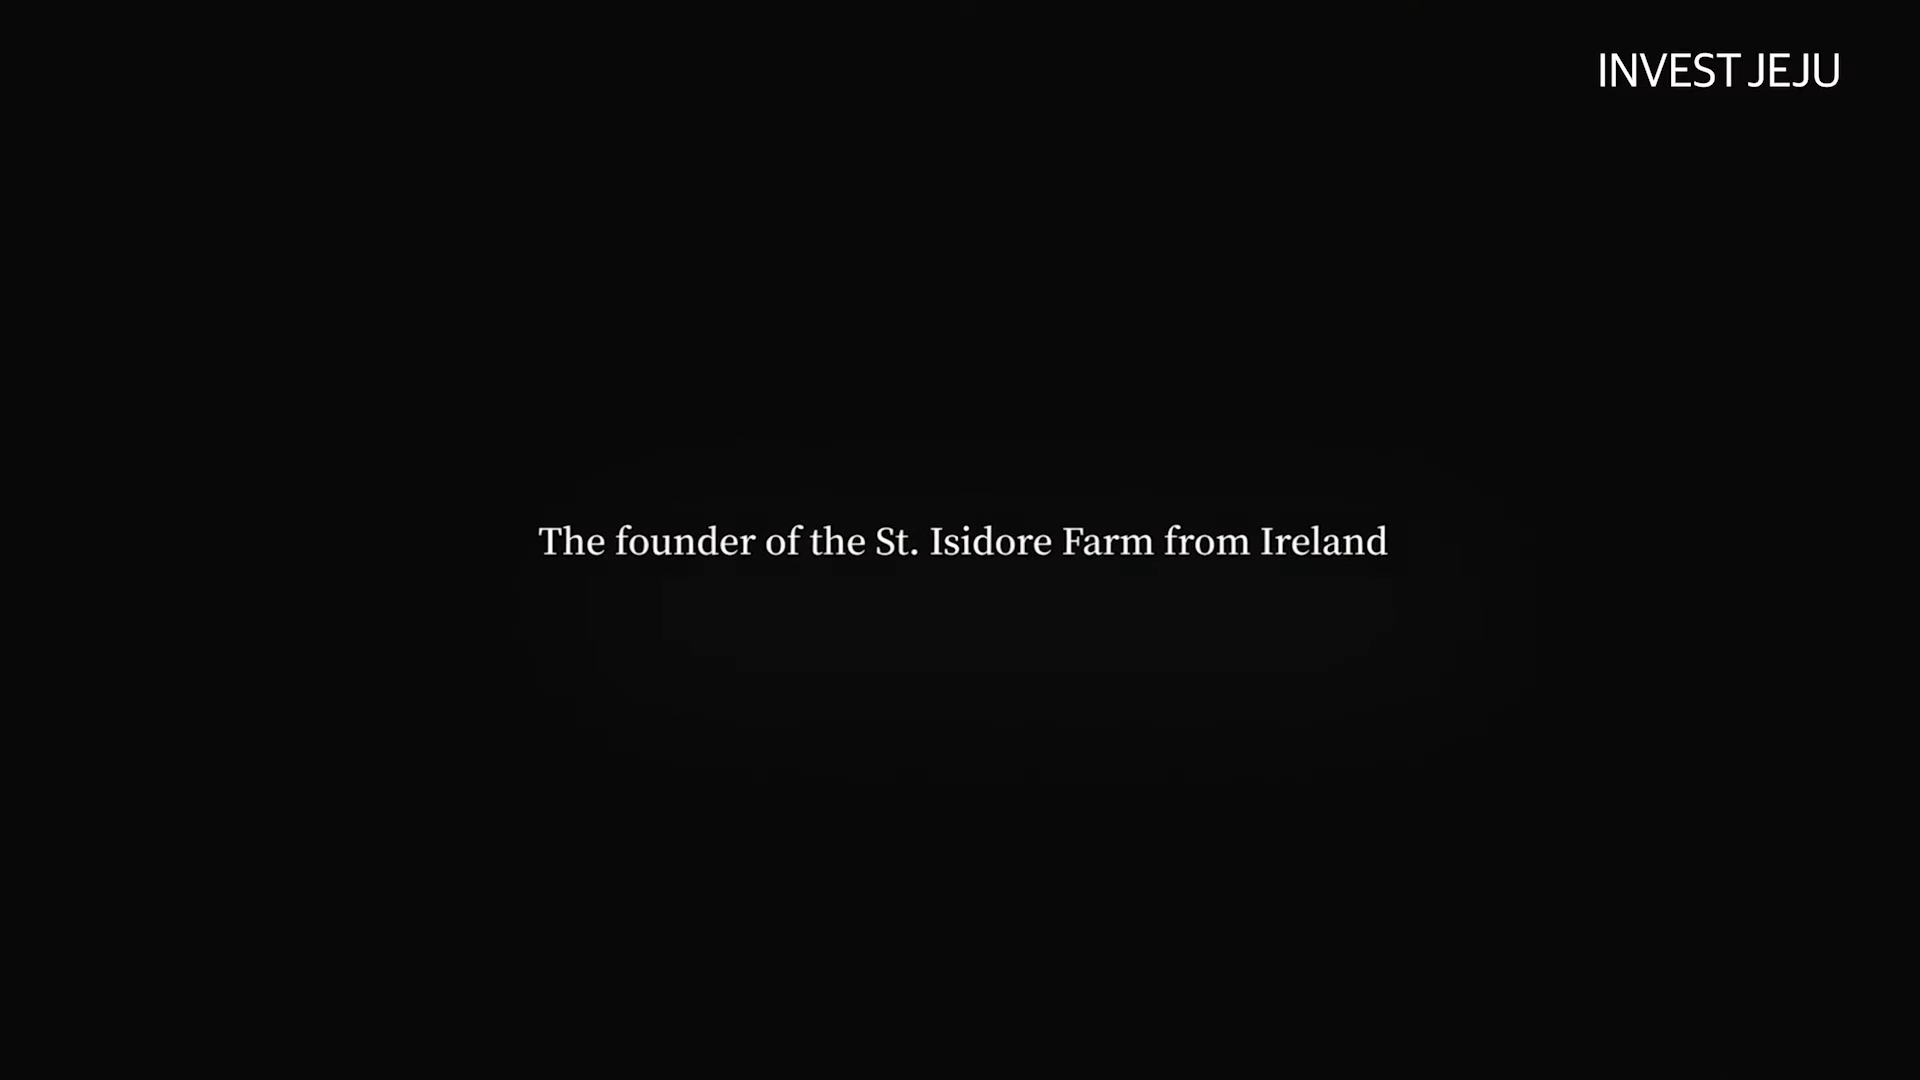 INVEST JEJU
The founder of the St. Isidore Farm from Ireland